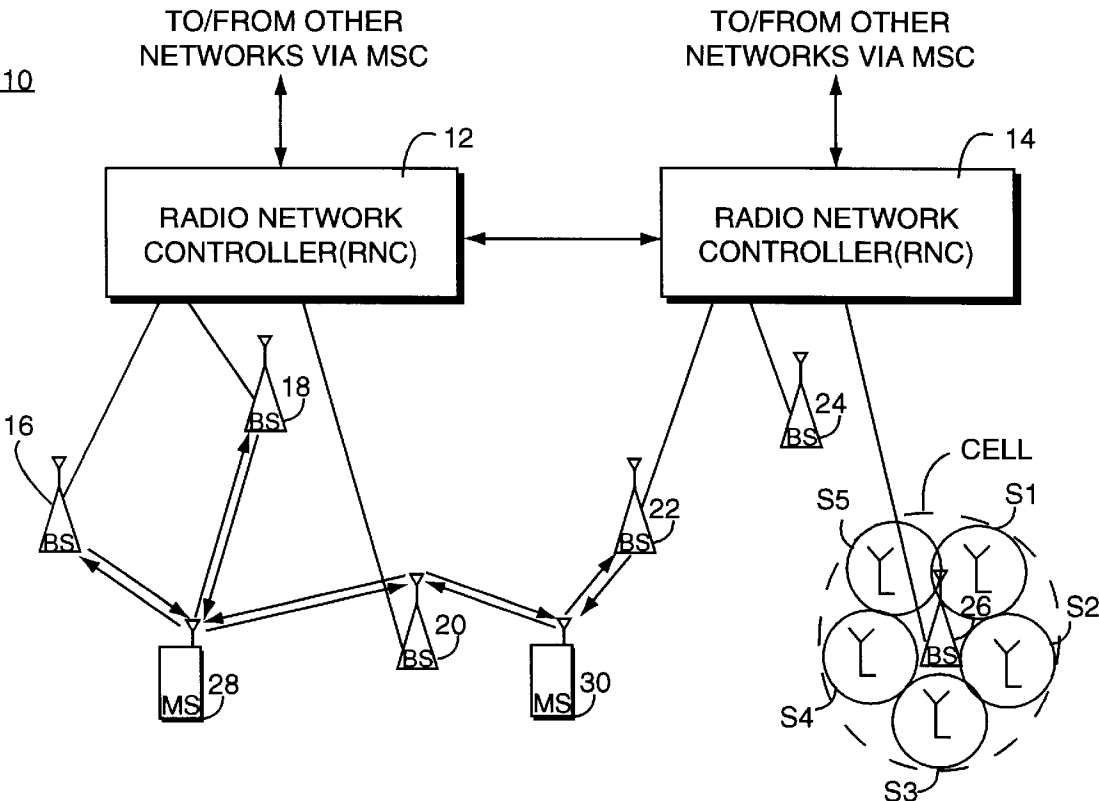 TO/FROM OTHER
NETWORKS VIA MSC
TO/FROM OTHER
NETWORKS VIA MSC
10
12
14
RADIO NETWORK
CONTROLLER(RNC)
RADIO NETWORK
CONTROLLER(RNC)
18
BS
24
BS
16
BS
22
BS
CELL
S5
S1
20
BS
26
BS
S2
28
MS
30
MS
S4
S3